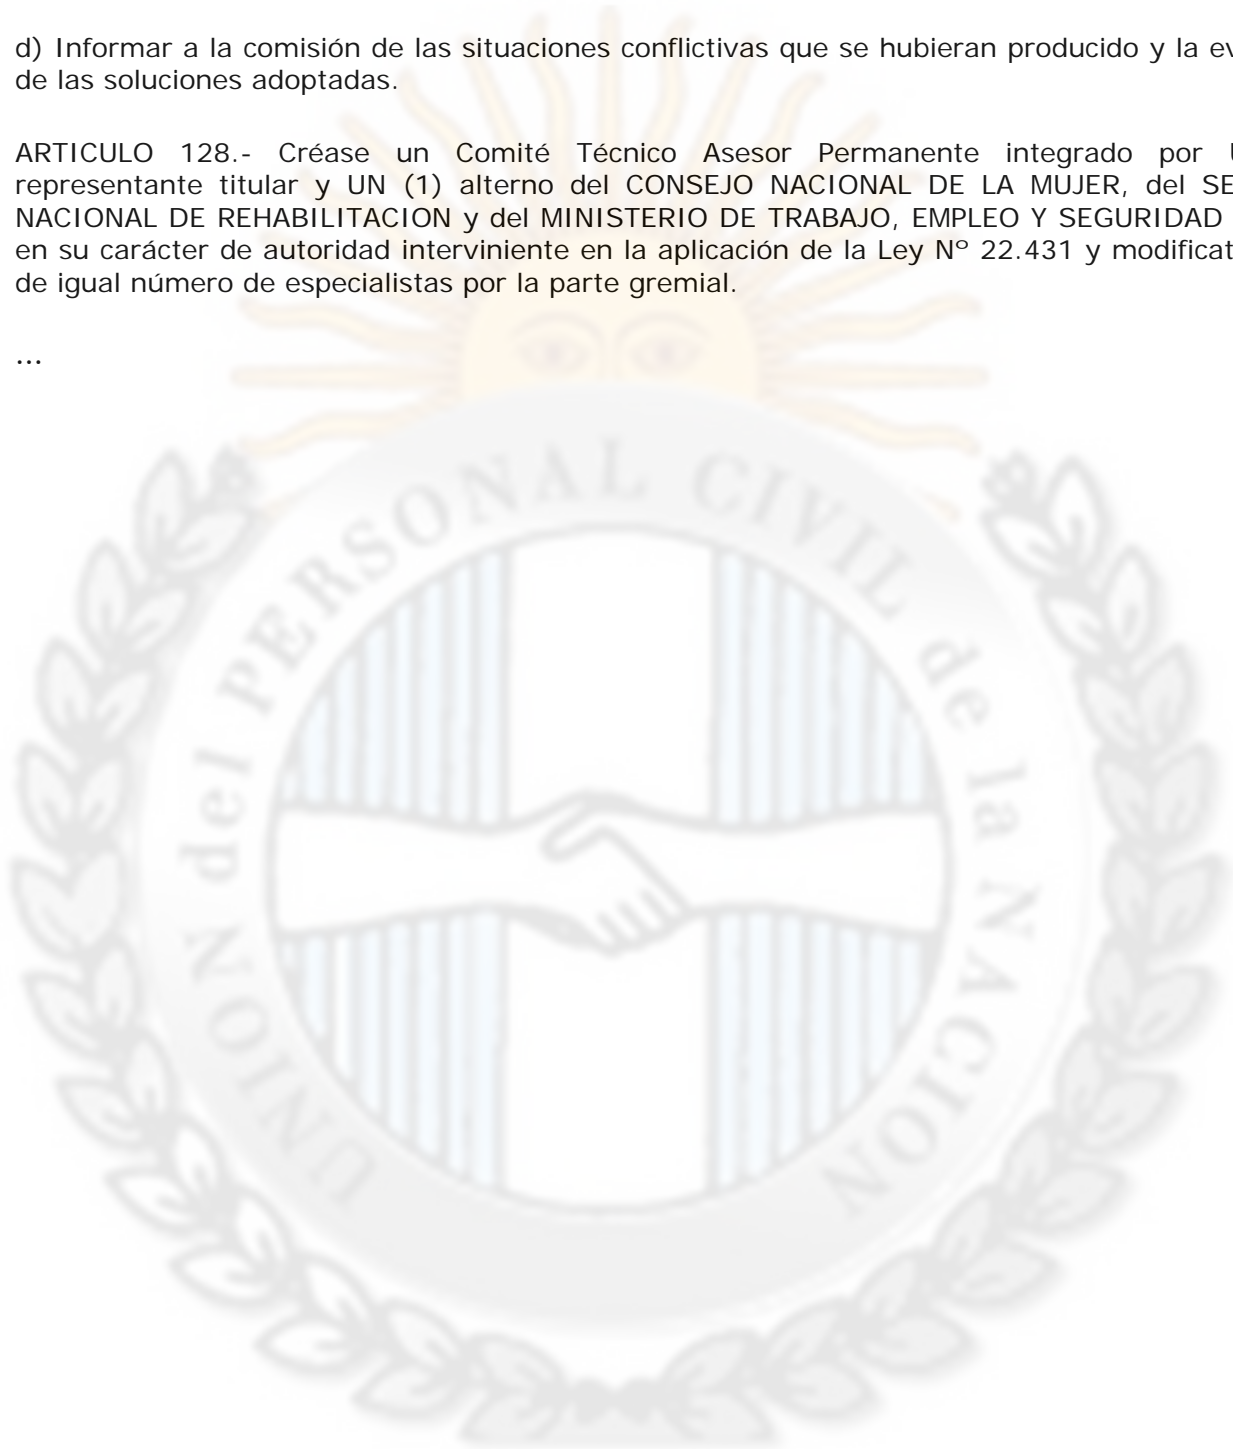 d) Informar a la comisión de las situaciones conflictivas que se hubieran producido y la
de las soluciones adoptadas.
ARTICULO 128.- Créase un Comité Técnico Asesor Permanente integrado por
representante titular y UN (1) alterno del CONSEJO NACIONAL DE LA MUJER, del
NACIONAL DE REHABILITACION y del MINISTERIO DE TRABAJO, EMPLEO Y SEGURIDAD
en su carácter de autoridad interviniente en la aplicación de la Ley Nº 22.431 y
de igual número de especialistas por la parte gremial.
...
UNION del PERSONAL CIVIL de la NACION